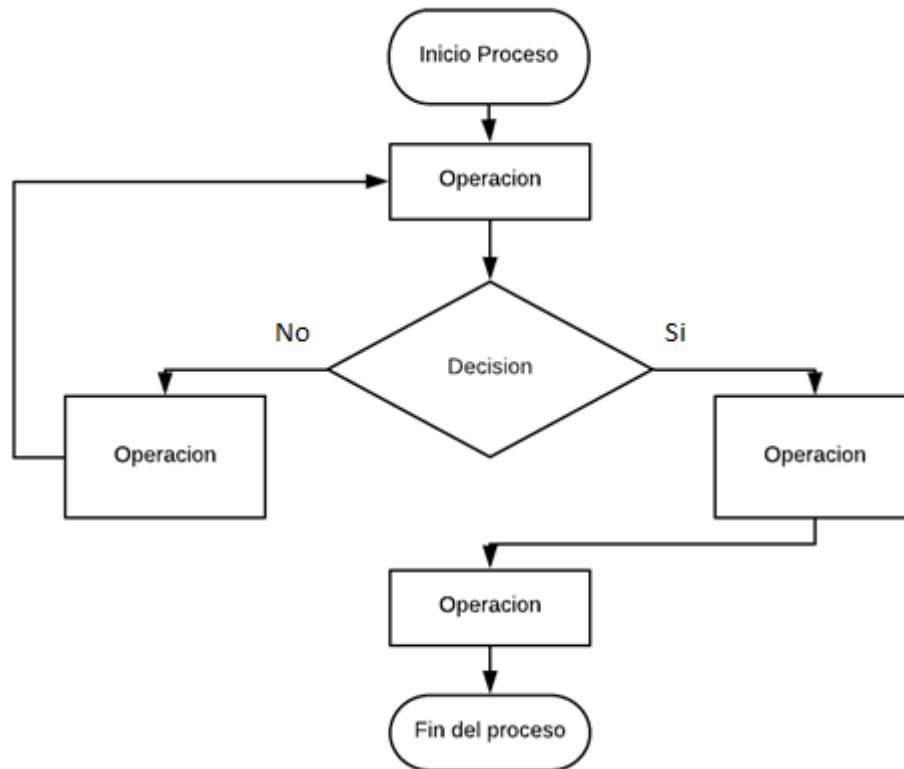 Inicio Proceso
Operacion
No
Si
Decision
Operacion
Operacion
Operacion
Fin del proceso